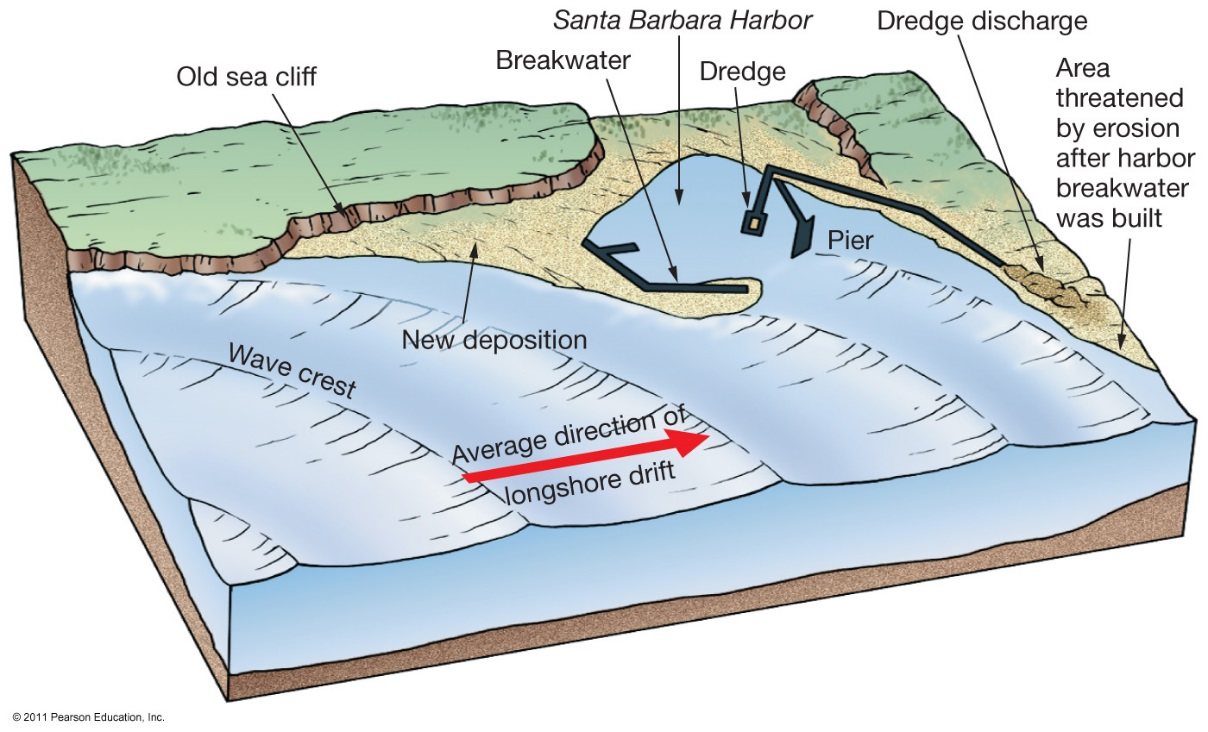 Santa Barbara Harbor
Dredge discharge
Breakwater
Dredge
Old sea cliff
Area
threatened
by erosion
after harbor
breakwater
was built
Pier
New deposition
Wave crest
Average direction of
longshore drift
© 2011 Pearson Education, Inc.